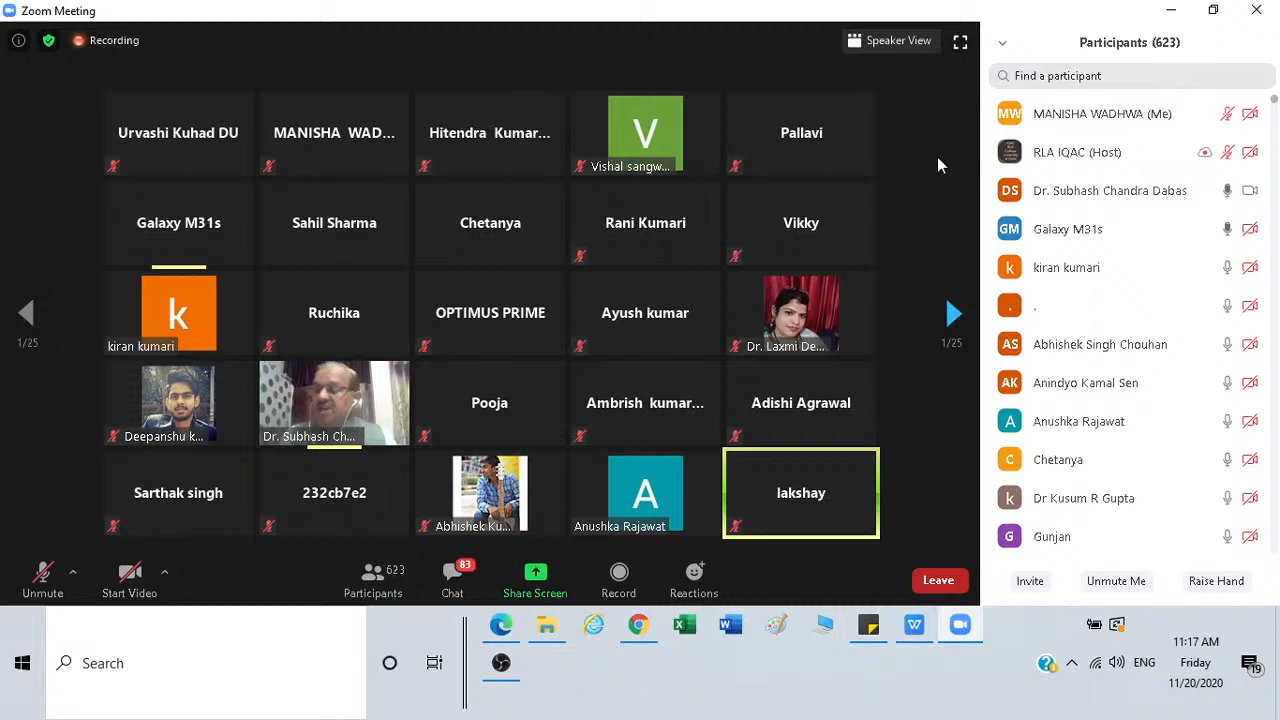 Zoom Meeting
Recording
Speaker View
Urvashi Kuhad DU
MANISHA WAD...
Hitendra Kumar...
V
Vishal sangw...
Pallavi
Galaxy M31s
Sahil Sharma
Chetanya
Rani Kumari
Vikky
k
kiran kumari
Ruchika
OPTIMUS PRIME
Ayush kumar
Dr. Laxmi De...
1/25
1/25
Deepanshu k...
Dr. Subhash Ch...
Pooja
Ambrish kumar...
Adishi Agrawal
Sarthak singh
232cb7e2
Abhishek Ku...
A
Anushka Rajawat
lakshay
Unmute
Start Video
623
Participants
83
Chat
Share Screen
Record
Reactions
Leave
Participants (623)
Find a participant
MW MANISHA WADHWA (Me)
RLA IQAC (Host)
DS Dr. Subhash Chandra Dabas
GM Galaxy M31s
k kiran kumari
. .
AS Abhishek Singh Chouhan
AK Anindyo Kamal Sen
A Anushka Rajawat
C Chetanya
k Dr Kusum R Gupta
G Gunjan
Invite
Unmute Me
Raise Hand
Search
ENG
11:17 AM
Friday
11/20/2020
19